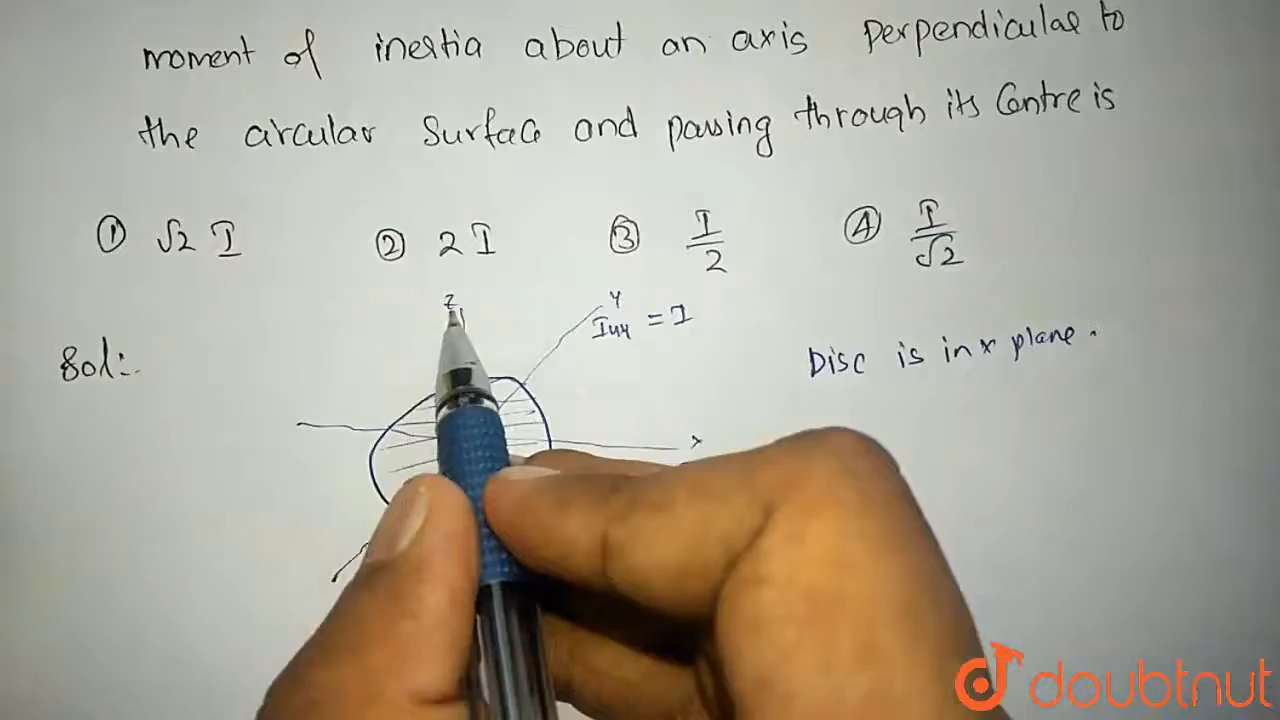 moment of inertia about an axis perpendicular to
the circular Surface and passing through its Centre is
① √2 I ② 2 I ③ I/2 ④ I/√2
Z
Y
Iyy = I
Sol:
Disc is in x plane.
x
doubtnut